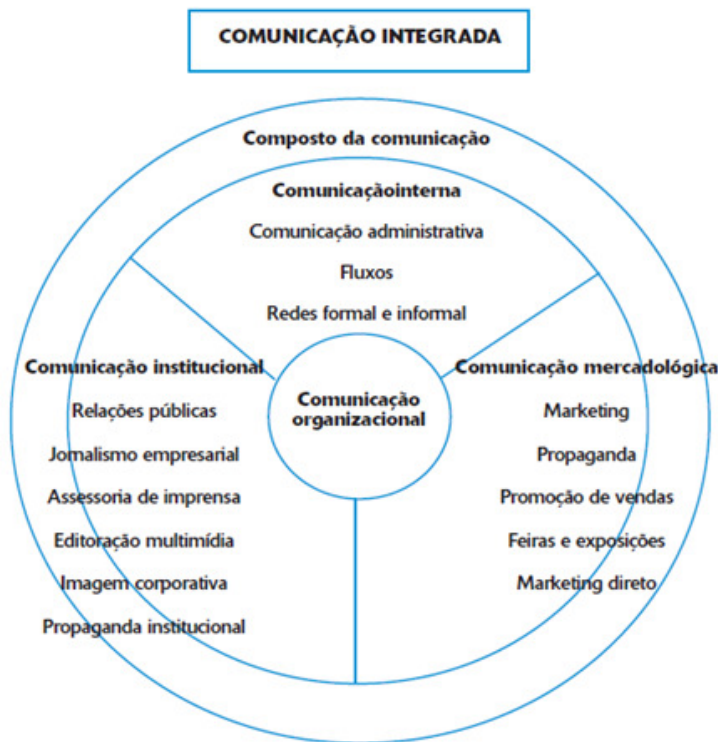 COMUNICAÇÃO INTEGRADA
Composto da comunicação
Comunicaçãointerna
Comunicação administrativa
Fluxos
Redes formal e informal
Comunicação institucional
Relações públicas
Jornalismo empresarial
Assessoria de imprensa
Editoração multimídia
Imagem corporativa
Propaganda institucional
Comunicação
organizacional
Comunicação mercadológica
Marketing
Propaganda
Promoção de vendas
Feiras e exposições
Marketing direto